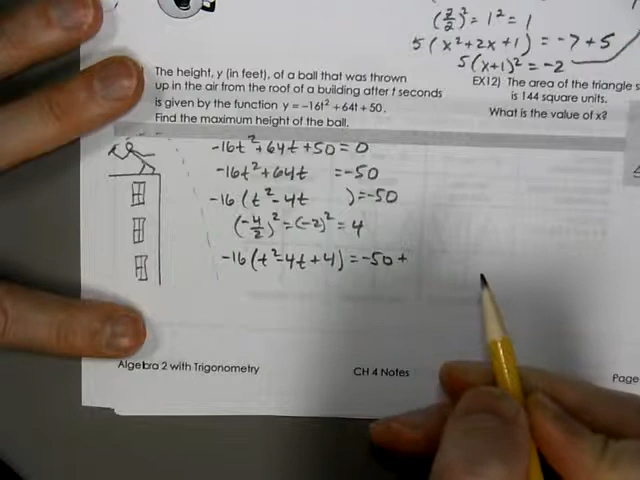 (2/2)² = 1² = 1
5(x²+2x+1) = -7+5
5(x+1)² = -2
The height, y (in feet), of a ball that was thrown
up in the air from the roof of a building after t seconds
is given by the function y = -16t² + 64t + 50.
Find the maximum height of the ball.
EX12) The area of the triangle s
is 144 square units.
What is the value of x?
-16t²+64t+50=0
-16t²+64t =-50
-16(t²-4t )=-50
(-4/2)²=(-2)²=4
-16(t²-4t+4)=-50+
Algebra 2 with Trigonometry
CH 4 Notes
Page